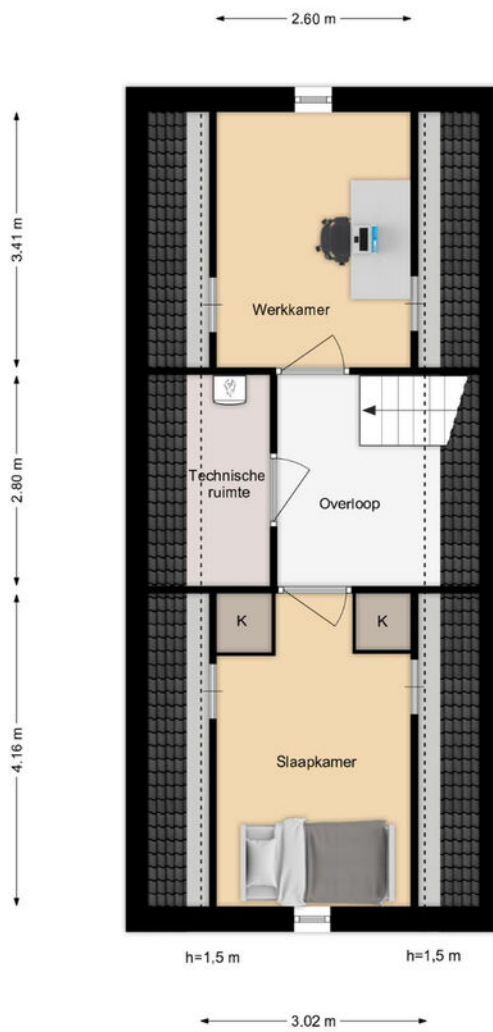 2.60 m
3.41 m
Werkkamer
2.80 m
Technische
ruimte
Overloop
K
K
4.16 m
Slaapkamer
h=1,5 m
h=1,5 m
3.02 m